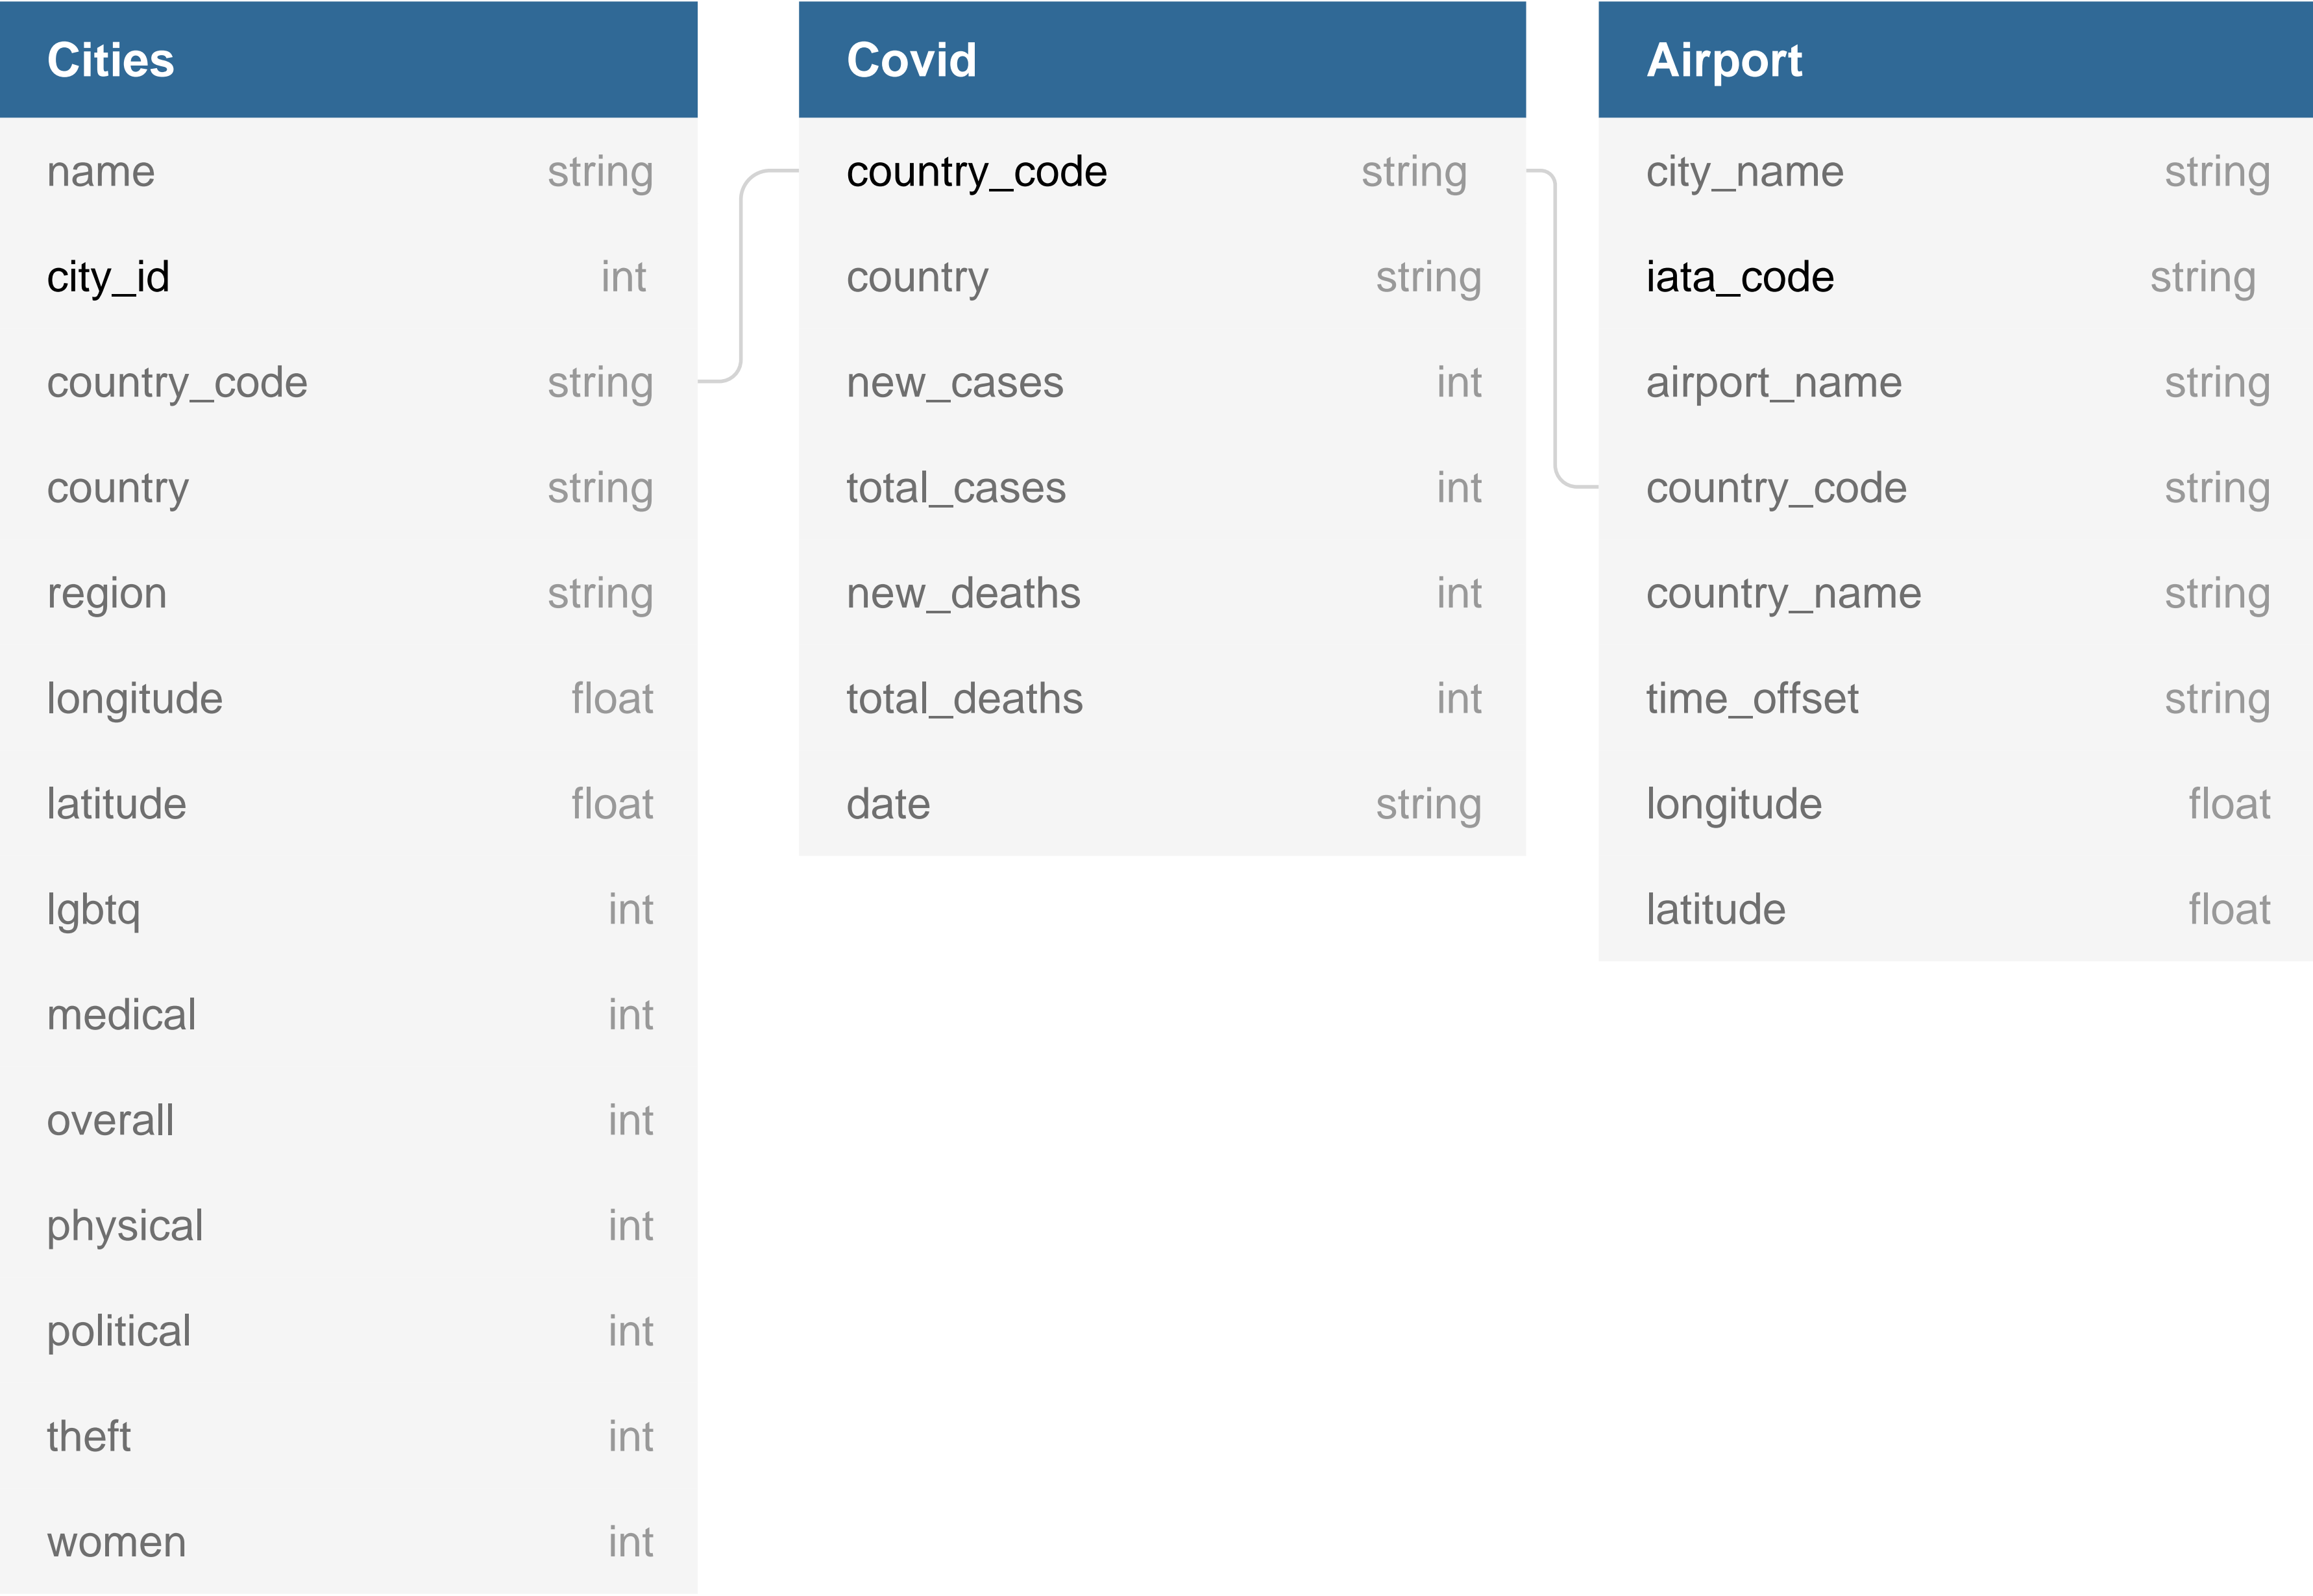 Cities
name string
city_id int
country_code string
country string
region string
longitude float
latitude float
lgbtq int
medical int
overall int
physical int
political int
theft int
women int
Covid
country_code string
country string
new_cases int
total_cases int
new_deaths int
total_deaths int
date string
Airport
city_name string
iata_code string
airport_name string
country_code string
country_name string
time_offset string
longitude float
latitude float